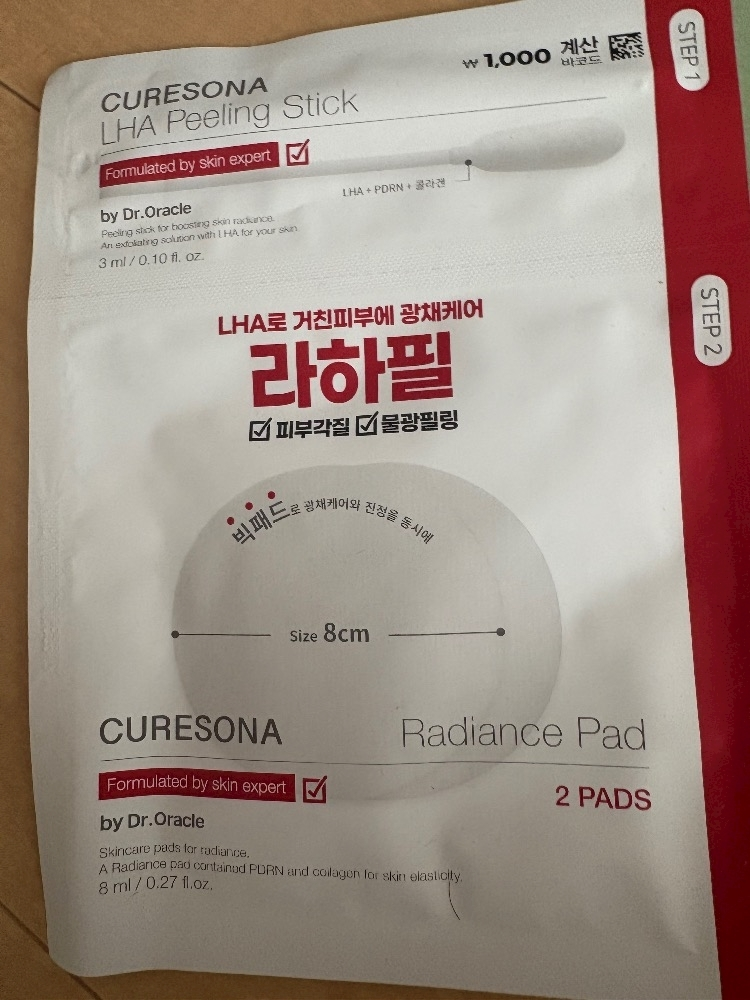 ₩ 1,000 계산 바코드
STEP 1
CURESONA
LHA Peeling Stick
Formulated by skin expert
LHA + PDRN + 콜라겐
by Dr.Oracle
Peeling stick for boosting skin radiance.
An exfoliating solution with LHA for your skin.
3 ml / 0.10 fl. oz.
STEP 2
LHA로 거친피부에 광채케어
라하필
피부각질 물광필링
빅패드로 광채케어와 진정을 동시에
Size 8cm
CURESONA
Radiance Pad
Formulated by skin expert
2 PADS
by Dr.Oracle
Skincare pads for radiance.
A Radiance pad contained PDRN and collagen for skin elasticity.
8 ml / 0.27 fl.oz.